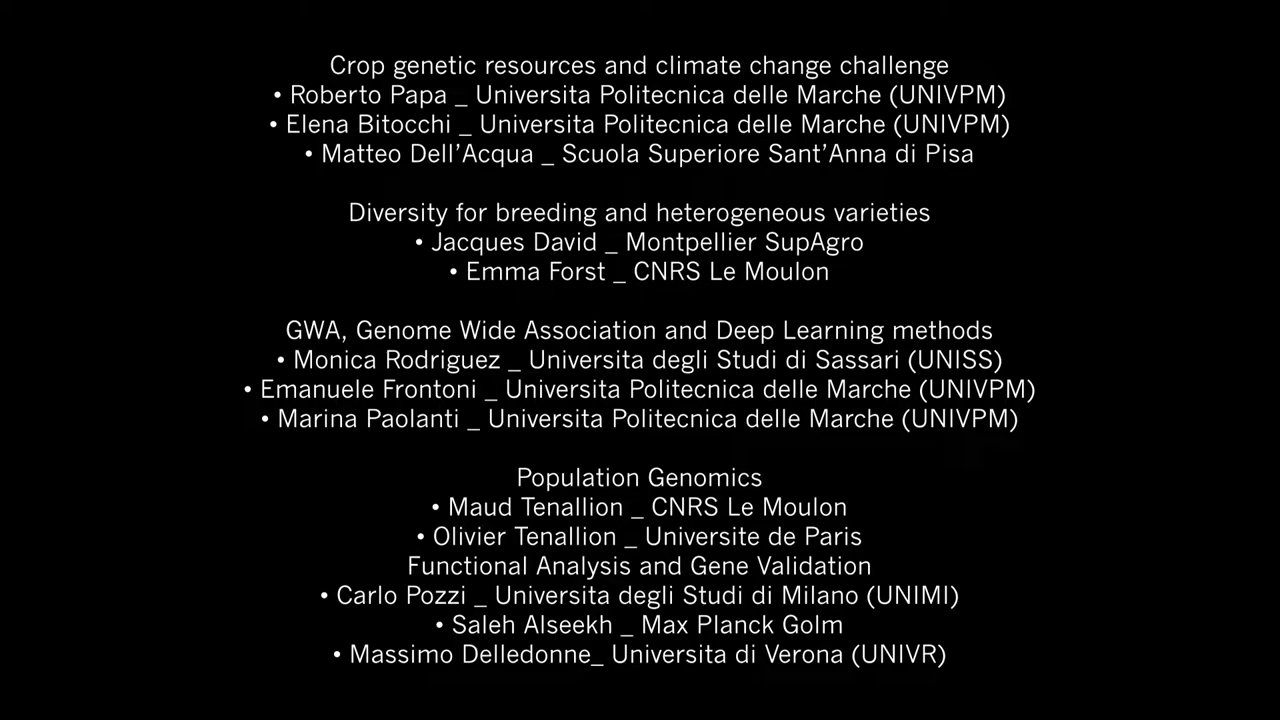 Crop genetic resources and climate change challenge
• Roberto Papa _ Universita Politecnica delle Marche (UNIVPM)
• Elena Bitocchi _ Universita Politecnica delle Marche (UNIVPM)
• Matteo Dell'Acqua _ Scuola Superiore Sant'Anna di Pisa
Diversity for breeding and heterogeneous varieties
• Jacques David _ Montpellier SupAgro
• Emma Forst _ CNRS Le Moulon
GWA, Genome Wide Association and Deep Learning methods
• Monica Rodriguez _ Universita degli Studi di Sassari (UNISS)
• Emanuele Frontoni _ Universita Politecnica delle Marche (UNIVPM)
• Marina Paolanti _ Universita Politecnica delle Marche (UNIVPM)
Population Genomics
• Maud Tenallion _ CNRS Le Moulon
• Olivier Tenallion _ Universite de Paris
Functional Analysis and Gene Validation
• Carlo Pozzi _ Universita degli Studi di Milano (UNIMI)
• Saleh Alseekh _ Max Planck Golm
• Massimo Delledonne_ Universita di Verona (UNIVR)